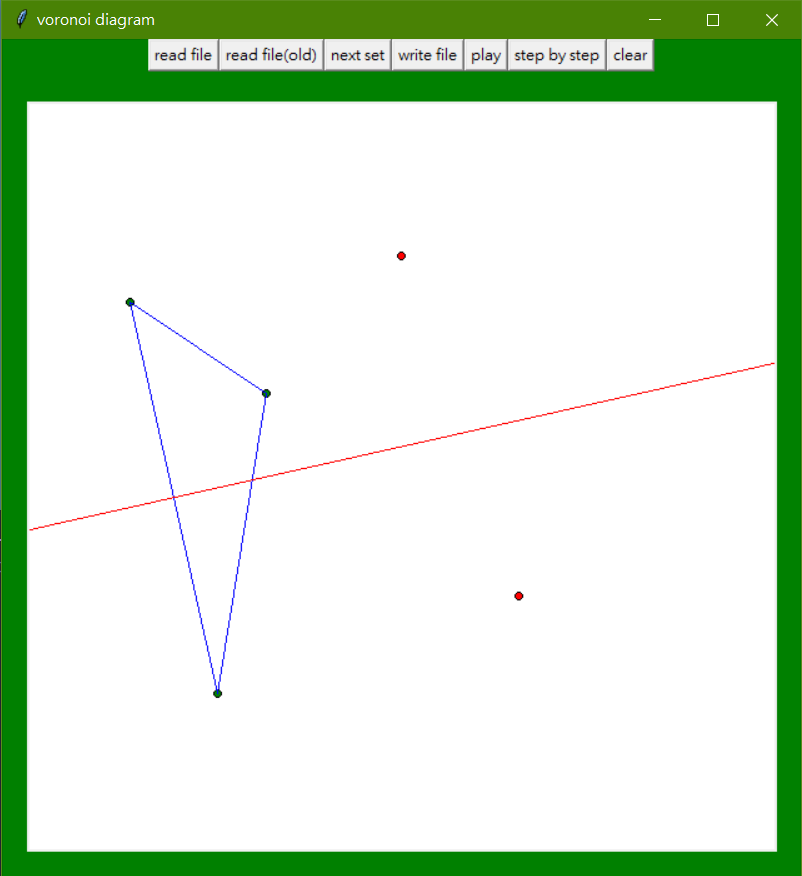 voronoi diagram
read file read file(old) next set write file play step by step clear